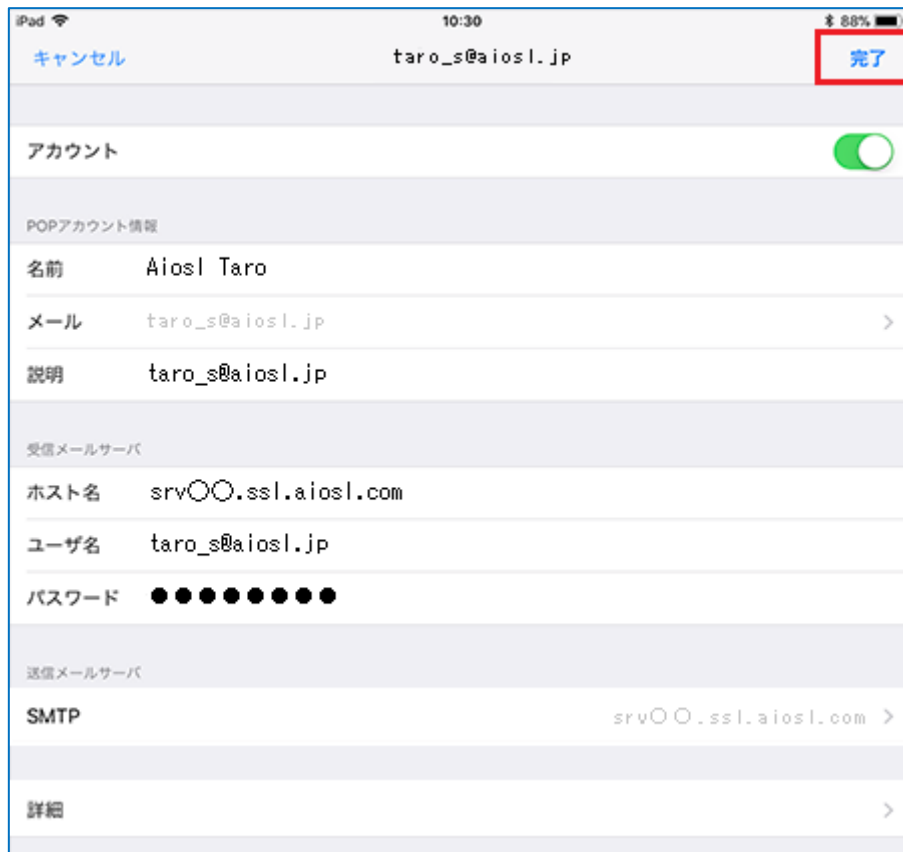 iPad 10:30 88%
キャンセル taro_s@aiosl.jp 完了
アカウント
POPアカウント情報
名前 Aiosl Taro
メール taro_s@aiosl.jp
説明 taro_s@aiosl.jp
受信メールサーバ
ホスト名 srv〇〇.ssl.aiosl.com
ユーザ名 taro_s@aiosl.jp
パスワード ●●●●●●●●
送信メールサーバ
SMTP srv〇〇.ssl.aiosl.com
詳細